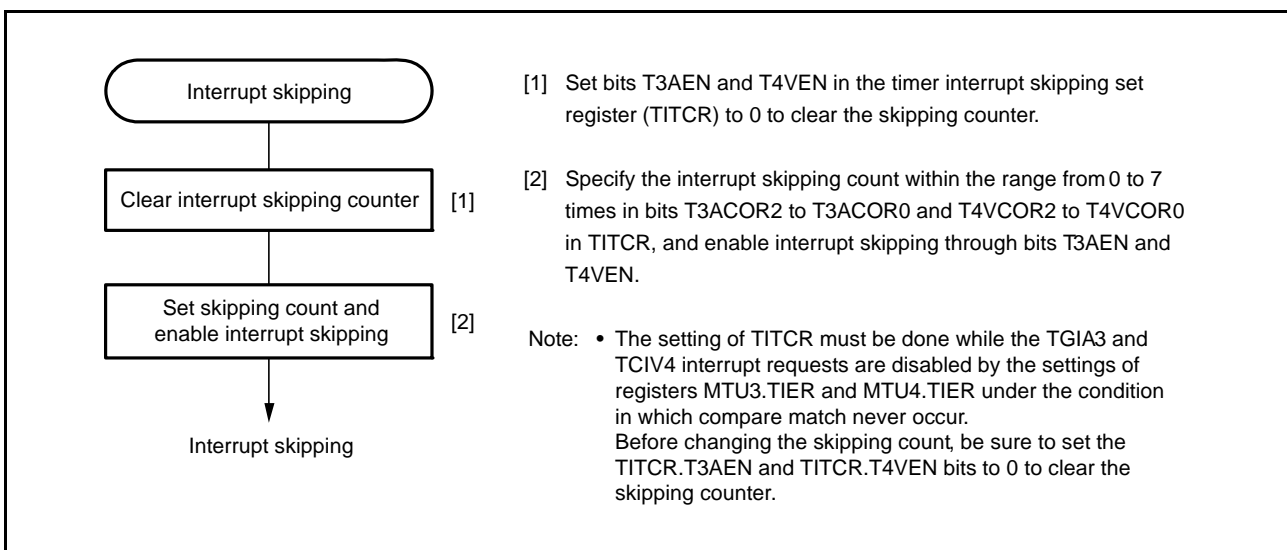 Interrupt skipping
Clear interrupt skipping counter
[1]
Set skipping count and
enable interrupt skipping
[2]
Interrupt skipping
[1] Set bits T3AEN and T4VEN in the timer interrupt skipping set
register (TITCR) to 0 to clear the skipping counter.
[2] Specify the interrupt skipping count within the range from 0 to 7
times in bits T3ACOR2 to T3ACOR0 and T4VCOR2 to T4VCOR0
in TITCR, and enable interrupt skipping through bits T3AEN and
T4VEN.
Note: • The setting of TITCR must be done while the TGIA3 and
TCIV4 interrupt requests are disabled by the settings of
registers MTU3.TIER and MTU4.TIER under the condition
in which compare match never occur.
Before changing the skipping count, be sure to set the
TITCR.T3AEN and TITCR.T4VEN bits to 0 to clear the
skipping counter.